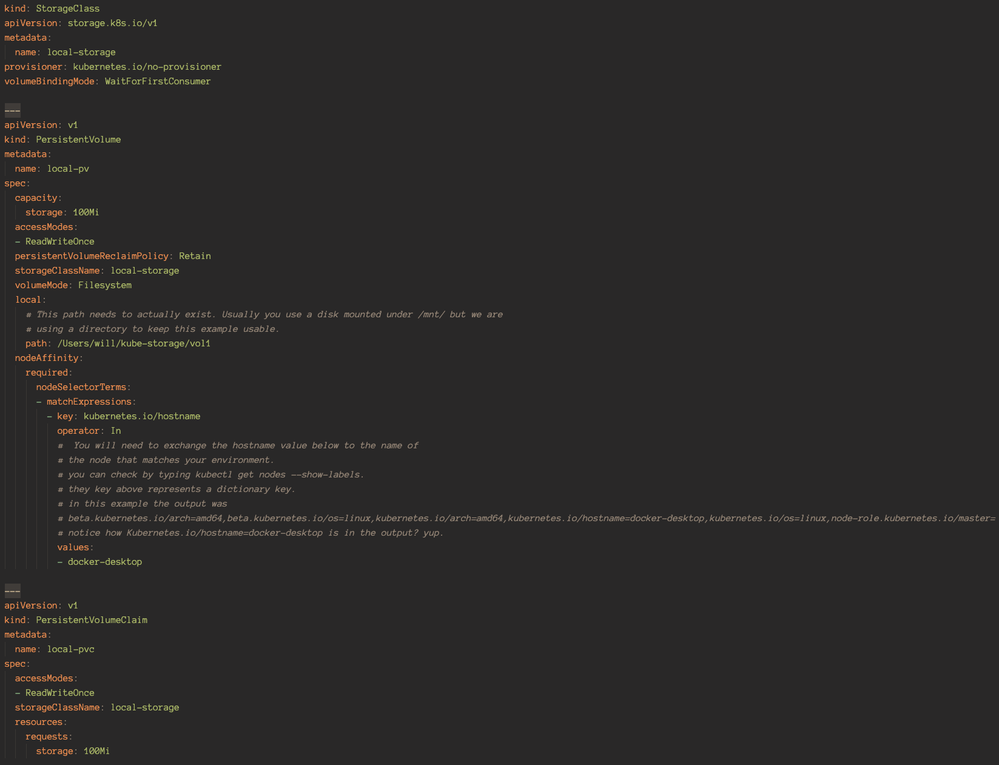 kind: StorageClass
apiVersion: storage.k8s.io/v1
metadata:
  name: local-storage
provisioner: kubernetes.io/no-provisioner
volumeBindingMode: WaitForFirstConsumer

---
apiVersion: v1
kind: PersistentVolume
metadata:
  name: local-pv
spec:
  capacity:
    storage: 100Mi
  accessModes:
  - ReadWriteOnce
  persistentVolumeReclaimPolicy: Retain
  storageClassName: local-storage
  volumeMode: Filesystem
  local:
    # This path needs to actually exist. Usually you use a disk mounted under /mnt/ but we are
    # using a directory to keep this example usable.
    path: /Users/will/kube-storage/vol1
  nodeAffinity:
    required:
      nodeSelectorTerms:
      - matchExpressions:
        - key: kubernetes.io/hostname
          operator: In
          #  You will need to exchange the hostname value below to the name of
          # the node that matches your environment.
          # you can check by typing kubectl get nodes --show-labels.
          # they key above represents a dictionary key.
          # in this example the output was
          # beta.kubernetes.io/arch=amd64,beta.kubernetes.io/os=linux,kubernetes.io/arch=amd64,kubernetes.io/hostname=docker-desktop,kubernetes.io/os=linux,node-role.kubernetes.io/master=
          # notice how Kubernetes.io/hostname=docker-desktop is in the output? yup.
          values:
          - docker-desktop

---
apiVersion: v1
kind: PersistentVolumeClaim
metadata:
  name: local-pvc
spec:
  accessModes:
  - ReadWriteOnce
  storageClassName: local-storage
  resources:
    requests:
      storage: 100Mi